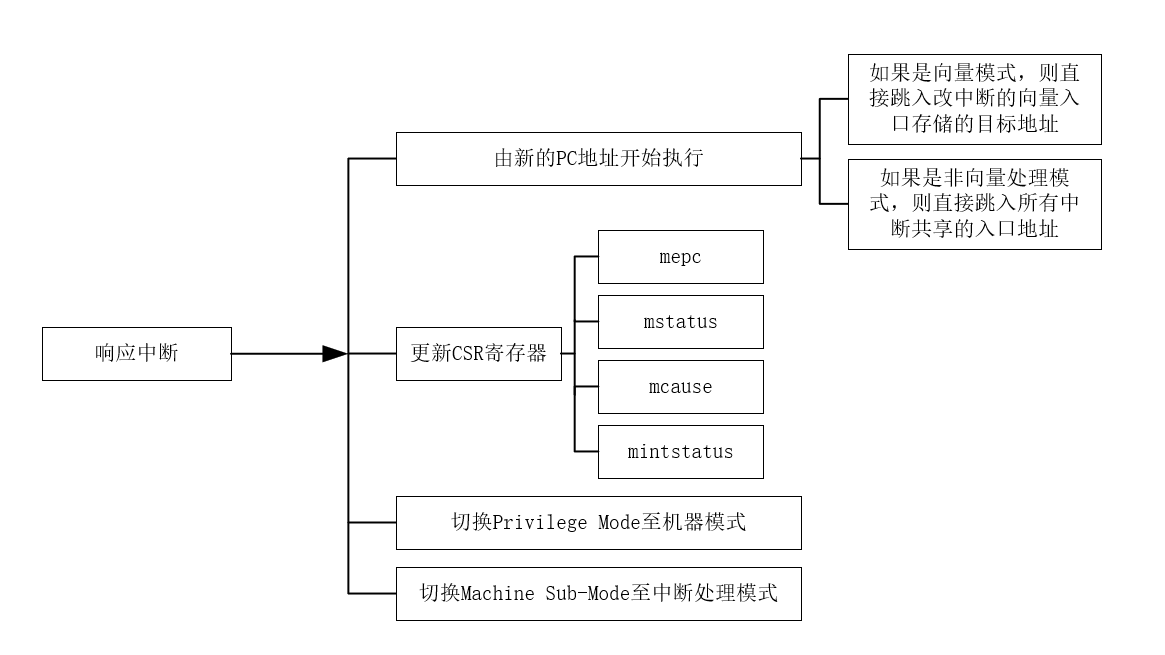 如果是向量模式，则直
接跳入改中断的向量入
口存储的目标地址
由新的PC地址开始执行
如果是非向量处理模
式，则直接跳入所有中
断共享的入口地址
mepc
mstatus
响应中断
更新CSR寄存器
mcause
mintstatus
切换Privilege Mode至机器模式
切换Machine Sub-Mode至中断处理模式